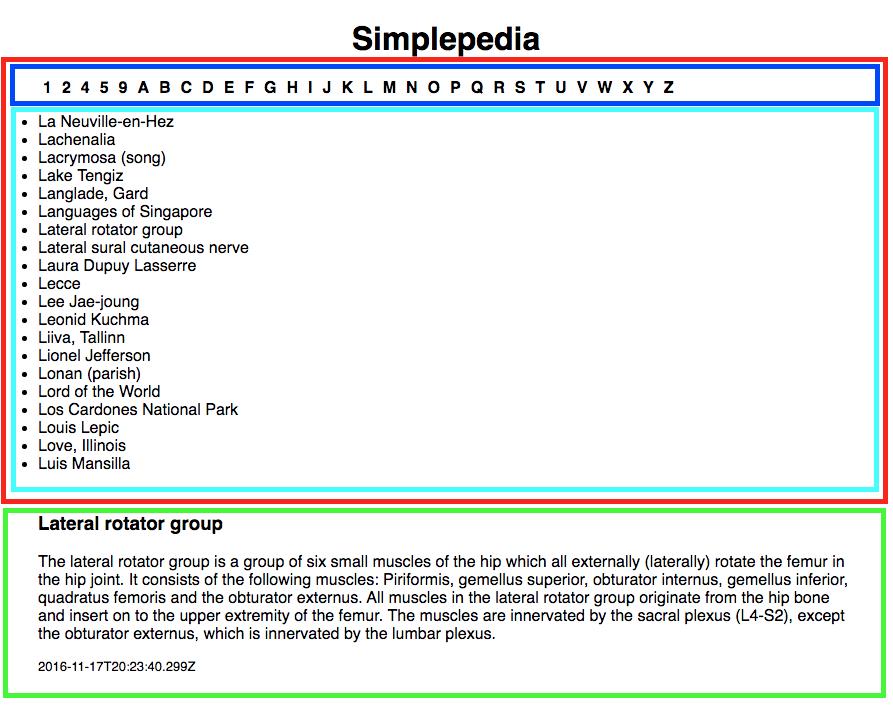 Simplepedia
1 2 4 5 9 A B C D E F G H I J K L M N O P Q R S T U V W X Y Z
La Neuville-en-Hez
Lachenalia
Lacrymosa (song)
Lake Tengiz
Langlade, Gard
Languages of Singapore
Lateral rotator group
Lateral sural cutaneous nerve
Laura Dupuy Lasserre
Lecce
Lee Jae-joung
Leonid Kuchma
Liiva, Tallinn
Lionel Jefferson
Lonan (parish)
Lord of the World
Los Cardones National Park
Louis Lepic
Love, Illinois
Luis Mansilla
Lateral rotator group
The lateral rotator group is a group of six small muscles of the hip which all externally (laterally) rotate the femur in
the hip joint. It consists of the following muscles: Piriformis, gemellus superior, obturator internus, gemellus inferior,
quadratus femoris and the obturator externus. All muscles in the lateral rotator group originate from the hip bone
and insert on to the upper extremity of the femur. The muscles are innervated by the sacral plexus (L4-S2), except
the obturator externus, which is innervated by the lumbar plexus.
2016-11-17T20:23:40.299Z